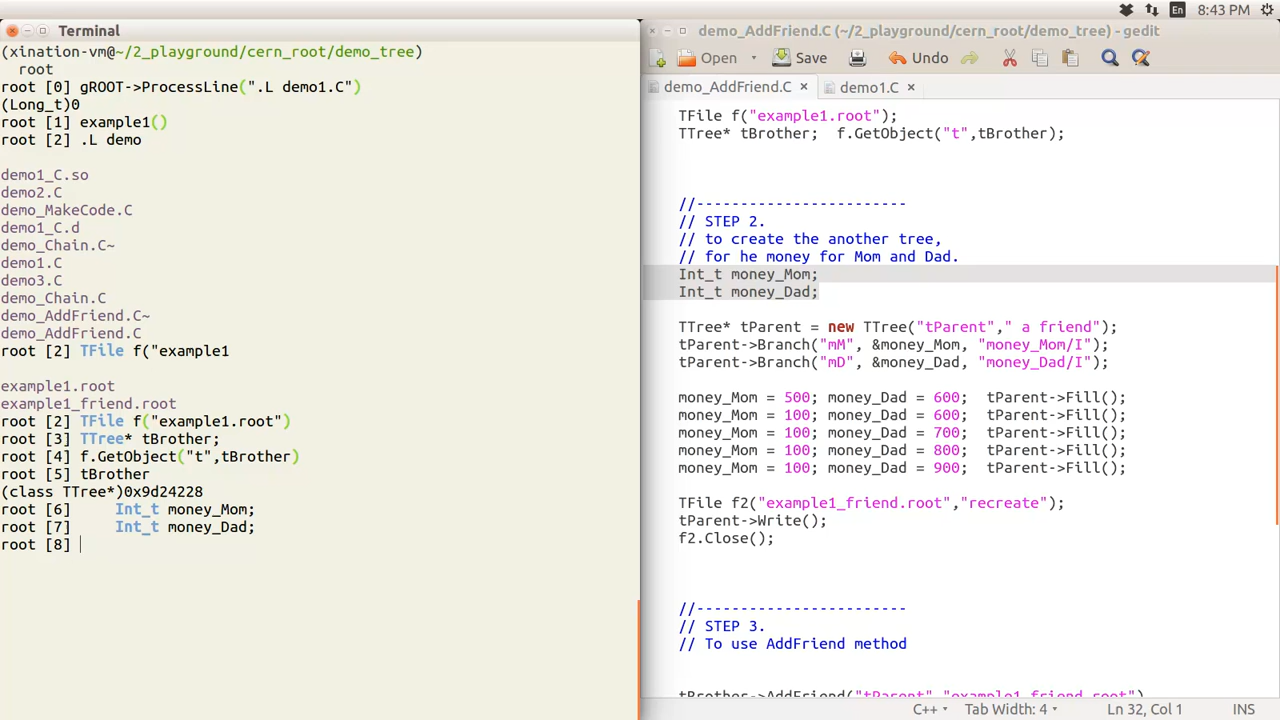 En 8:43 PM
Terminal
(xination-vm@~/2_playground/cern_root/demo_tree)
root
root [0] gROOT->ProcessLine(".L demo1.C")
(Long_t)0
root [1] example1()
root [2] .L demo
demo1_C.so
demo2.C
demo_MakeCode.C
demo1_C.d
demo_Chain.C~
demo1.C
demo3.C
demo_Chain.C
demo_AddFriend.C~
demo_AddFriend.C
root [2] TFile f("example1
example1.root
example1_friend.root
root [2] TFile f("example1.root")
root [3] TTree* tBrother;
root [4] f.GetObject("t",tBrother)
root [5] tBrother
(class TTree*)0x9d24228
root [6]     Int_t money_Mom;
root [7]     Int_t money_Dad;
root [8]
demo_AddFriend.C (~/2_playground/cern_root/demo_tree) - gedit
Open Save Undo
demo_AddFriend.C × demo1.C ×
TFile f("example1.root");
TTree* tBrother;  f.GetObject("t",tBrother);
//-------------------------
// STEP 2.
// to create the another tree,
// for he money for Mom and Dad.
Int_t money_Mom;
Int_t money_Dad;
TTree* tParent = new TTree("tParent"," a friend");
tParent->Branch("mM", &money_Mom, "money_Mom/I");
tParent->Branch("mD", &money_Dad, "money_Dad/I");
money_Mom = 500; money_Dad = 600;  tParent->Fill();
money_Mom = 100; money_Dad = 600;  tParent->Fill();
money_Mom = 100; money_Dad = 700;  tParent->Fill();
money_Mom = 100; money_Dad = 800;  tParent->Fill();
money_Mom = 100; money_Dad = 900;  tParent->Fill();
TFile f2("example1_friend.root","recreate");
tParent->Write();
f2.Close();
//-------------------------
// STEP 3.
// To use AddFriend method
tBrother->AddFriend("tParent","example1_friend.root")
C++ Tab Width: 4 Ln 32, Col 1 INS